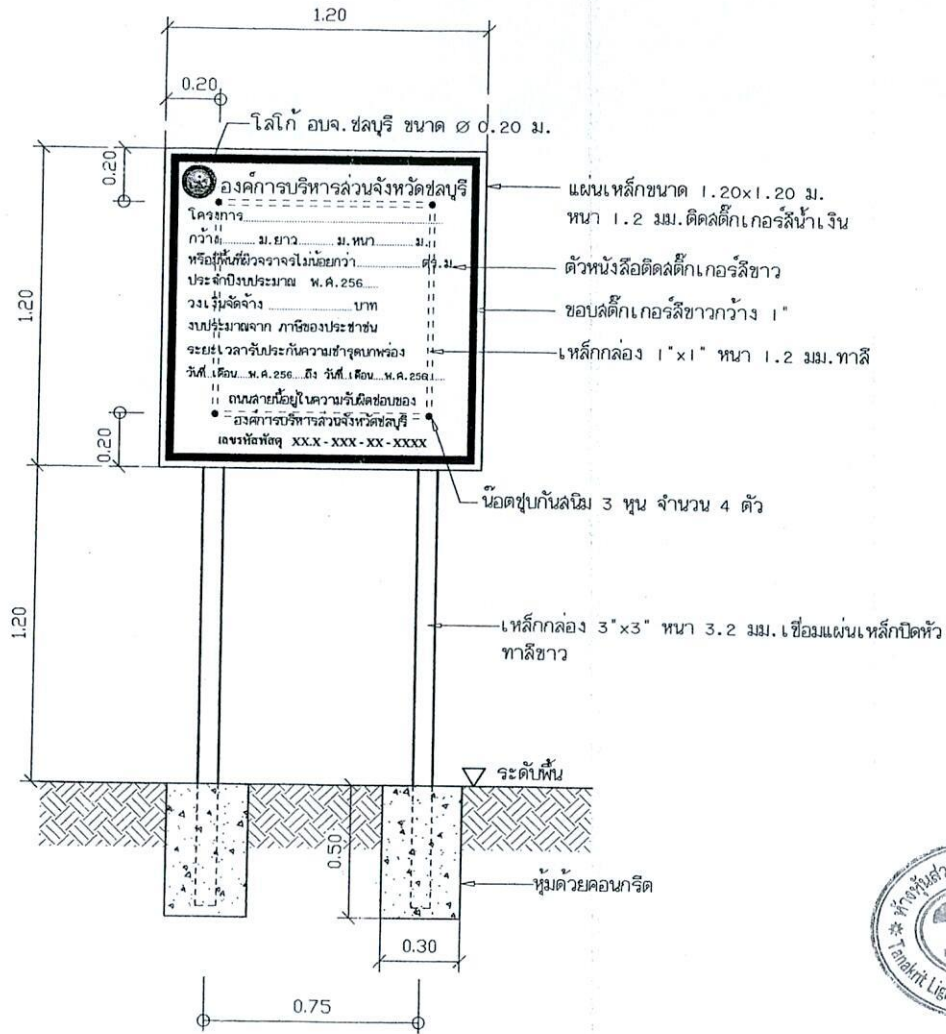 1.20
0.20
โลโก้ อบจ. ชลบุรี ขนาด Ø 0.20 ม.
0.20
องค์การบริหารส่วนจังหวัดชลบุรี
โครงการ
กว้าง........ ม. ยาว........ ม. หนา........ ม.
หรือมีพื้นที่ผิวจราจรไม่น้อยกว่า........ ตร.ม.
ประจำปีงบประมาณ พ.ศ. 256.....
วงเงินจัดจ้าง ........ บาท
งบประมาณจาก ภาษีของประชาชน
ระยะเวลารับประกันความชำรุดบกพร่อง
วันที่...เดือน....พ.ศ. 256.....ถึง วันที่...เดือน....พ.ศ. 256.....
ถนนสายนี้อยู่ในความรับผิดชอบของ
องค์การบริหารส่วนจังหวัดชลบุรี
เลขรหัสพัสดุ XX.X - XXX - XX - XXXX
แผ่นเหล็กขนาด 1.20x1.20 ม.
หนา 1.2 มม. ติดสติ๊กเกอร์สีน้ำเงิน
ตัวหนังสือติดสติ๊กเกอร์สีขาว
ขอบสติ๊กเกอร์สีขาวกว้าง 1"
เหล็กกล่อง 1"x1" หนา 1.2 มม. ทาสี
1.20
0.20
น๊อตชุบกันสนิม 3 หุน จำนวน 4 ตัว
1.20
เหล็กกล่อง 3"x3" หนา 3.2 มม. เชื่อมแผ่นเหล็กปิดหัว
ทาสีขาว
ระดับพื้น
0.50
หุ้มด้วยคอนกรีต
0.30
0.75
ห้างหุ้นส่
Tanakrit Lig